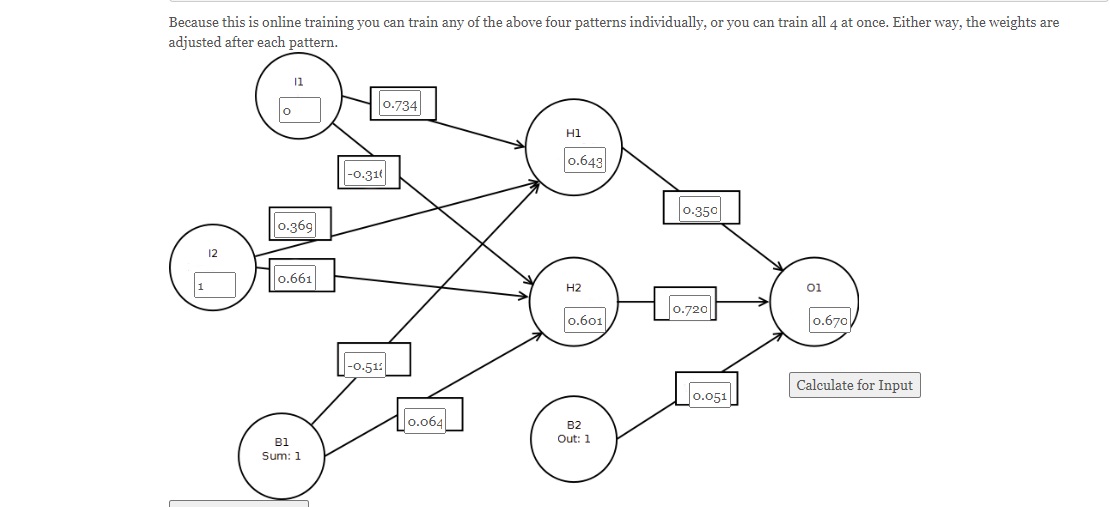 Because this is online training you can train any of the above four patterns individually, or you can train all 4 at once. Either way, the weights are
adjusted after each pattern.
I1
0
0.734
H1
0.643
-0.31
0.350
0.369
I2
1
0.661
H2
0.601
0.720
O1
0.670
-0.51
Calculate for Input
0.051
0.064
B2
Out: 1
B1
Sum: 1